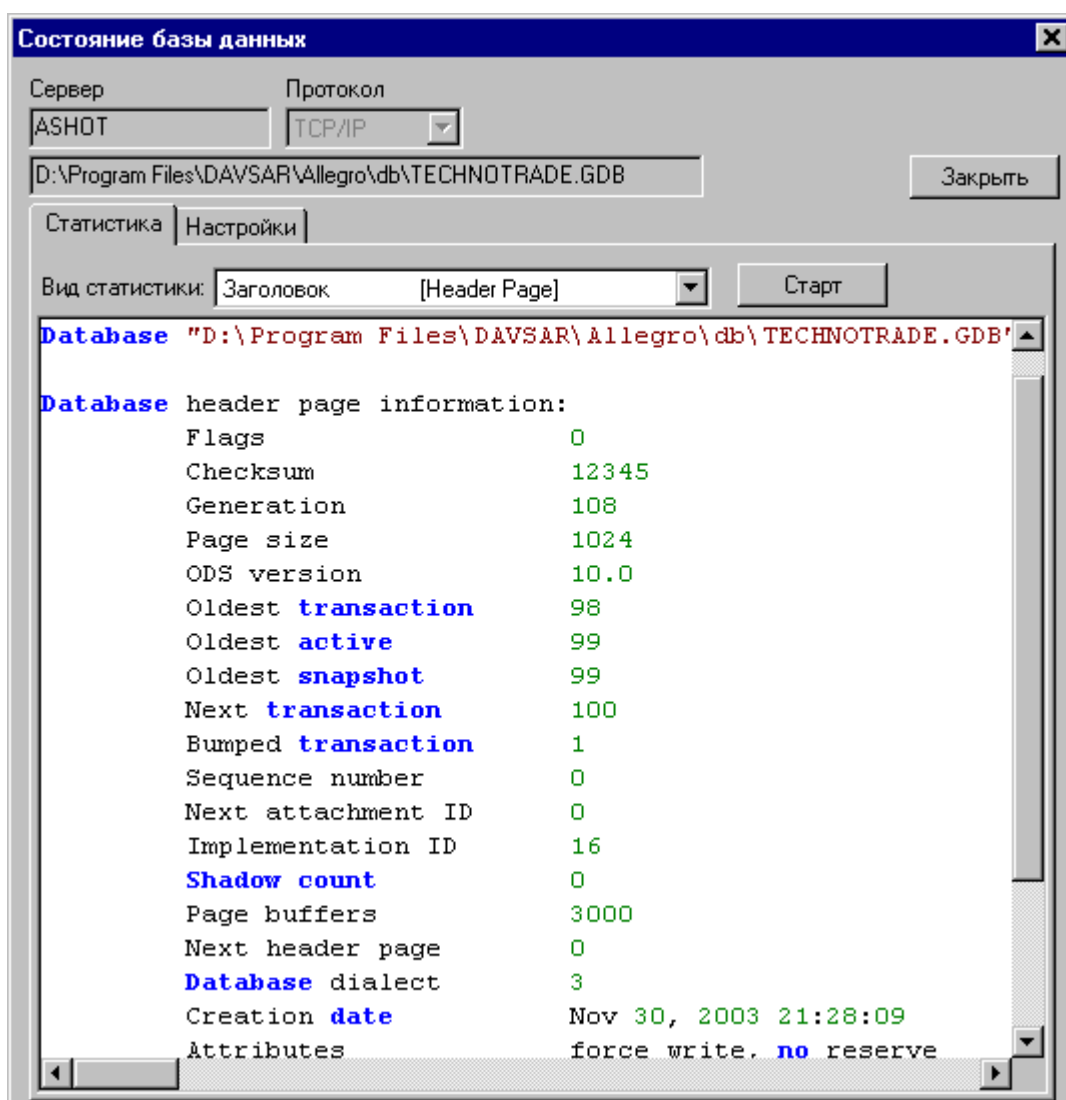 Состояние базы данных
Сервер Протокол
ASHOT TCP/IP
D:\Program Files\DAVSAR\Allegro\db\TECHNOTRADE.GDB Закрыть
Статистика Настройки
Вид статистики: Заголовок [Header Page] Старт
Database "D:\Program Files\DAVSAR\Allegro\db\TECHNOTRADE.GDB"
Database header page information:
Flags 0
Checksum 12345
Generation 108
Page size 1024
ODS version 10.0
Oldest transaction 98
Oldest active 99
Oldest snapshot 99
Next transaction 100
Bumped transaction 1
Sequence number 0
Next attachment ID 0
Implementation ID 16
Shadow count 0
Page buffers 3000
Next header page 0
Database dialect 3
Creation date Nov 30, 2003 21:28:09
Attributes force write, no reserve